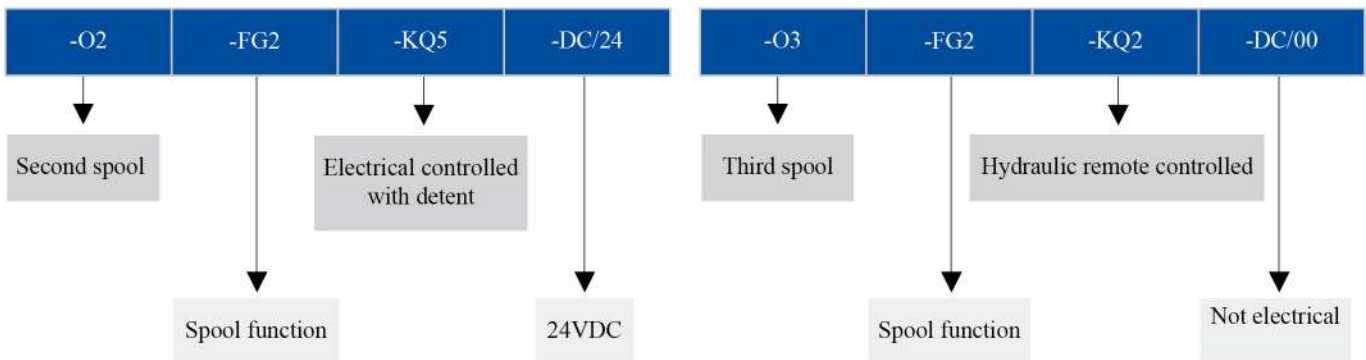 -O2 -FG2 -KQ5 -DC/24 -O3 -FG2 -KQ2 -DC/00
Second spool
Electrical controlled
with detent
Third spool
Hydraulic remote controlled
Spool function
24VDC
Spool function
Not electrical